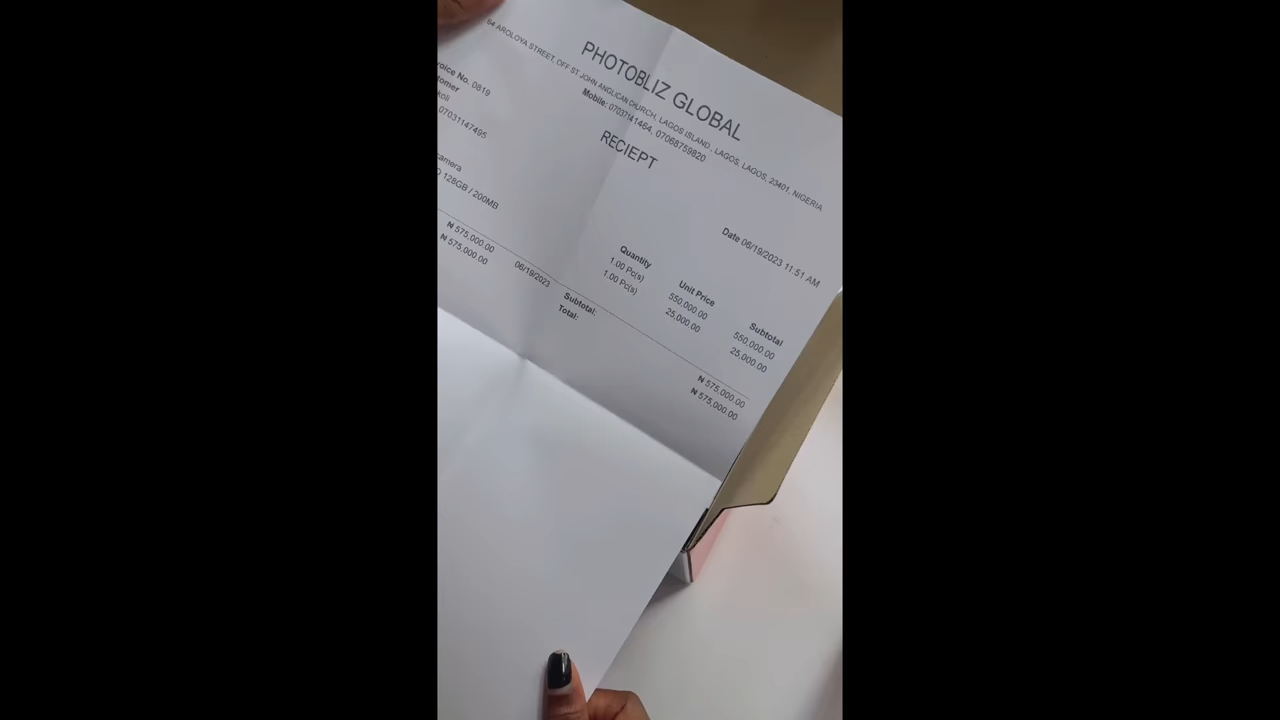 PHOTOBLIZ GLOBAL
54 AROLOYA STREET, OFF ST JOHN ANGLICAN CHURCH, LAGOS ISLAND., LAGOS, LAGOS, 23401, NIGERIA
Mobile: 07037141464, 07068759820
RECIEPT
voice No. 0819
tomer
koli
07031147495
Date 06/19/2023 11:51 AM
Quantity Unit Price Subtotal
camera 1.00 Pc(s) 550,000.00 550,000.00
128GB / 200MB 1.00 Pc(s) 25,000.00 25,000.00
₦ 575,000.00 06/19/2023 Subtotal: ₦ 575,000.00
₦ 575,000.00 Total: ₦ 575,000.00